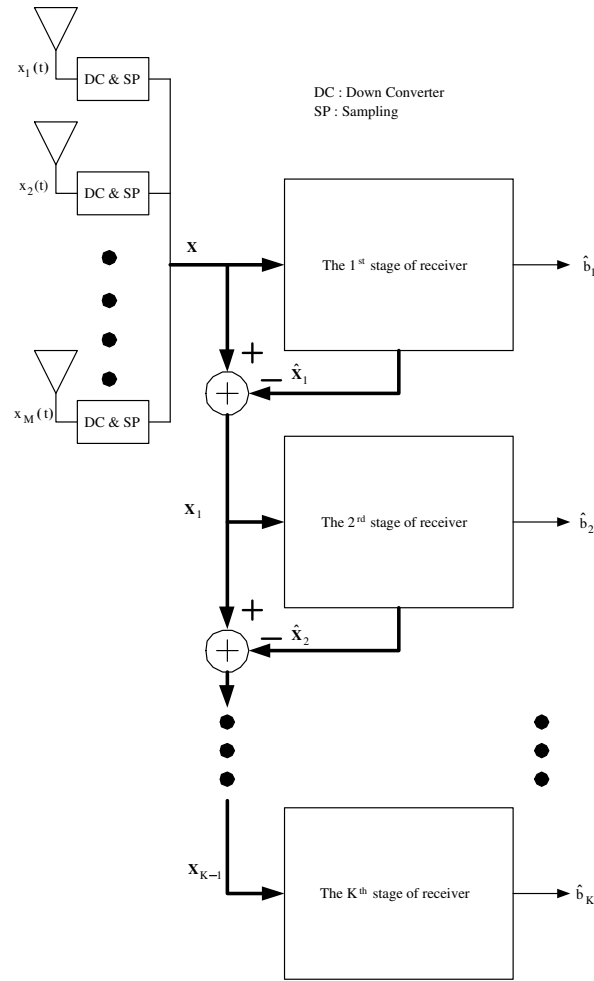 x₁(t)
DC & SP
DC : Down Converter
SP : Sampling
x₂(t)
DC & SP
X
The 1ˢᵗ stage of receiver
b̂₁
+
− X̂₁
+
x_M(t)
DC & SP
X₁
The 2ʳᵈ stage of receiver
b̂₂
+
− X̂₂
+
X_{K−1}
The Kᵗʰ stage of receiver
b̂_K